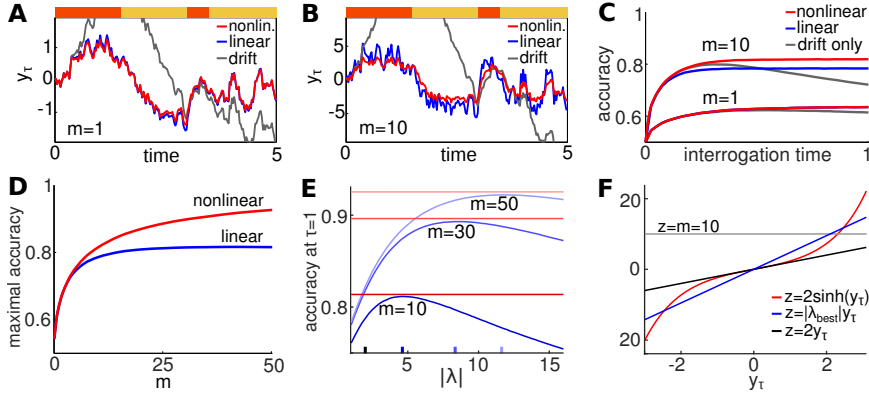 A
nonlin.
linear
drift
y_τ
1
0
-1
m=1
0
time
5
B
nonlin.
linear
drift
y_τ
5
0
-5
m=10
0
time
5
C
nonlinear
linear
drift only
accuracy
1
0.8
0.6
m=10
m=1
0
interrogation time
1
D
maximal accuracy
1
0.8
0.6
nonlinear
linear
0
m
25
50
E
accuracy at τ=1
0.9
0.8
m=50
m=30
m=10
5
10
15
|λ|
F
z
20
0
20
z=m=10
z=2sinh(y_τ)
z=|λ_best|y_τ
z=2y_τ
-2
0
2
y_τ